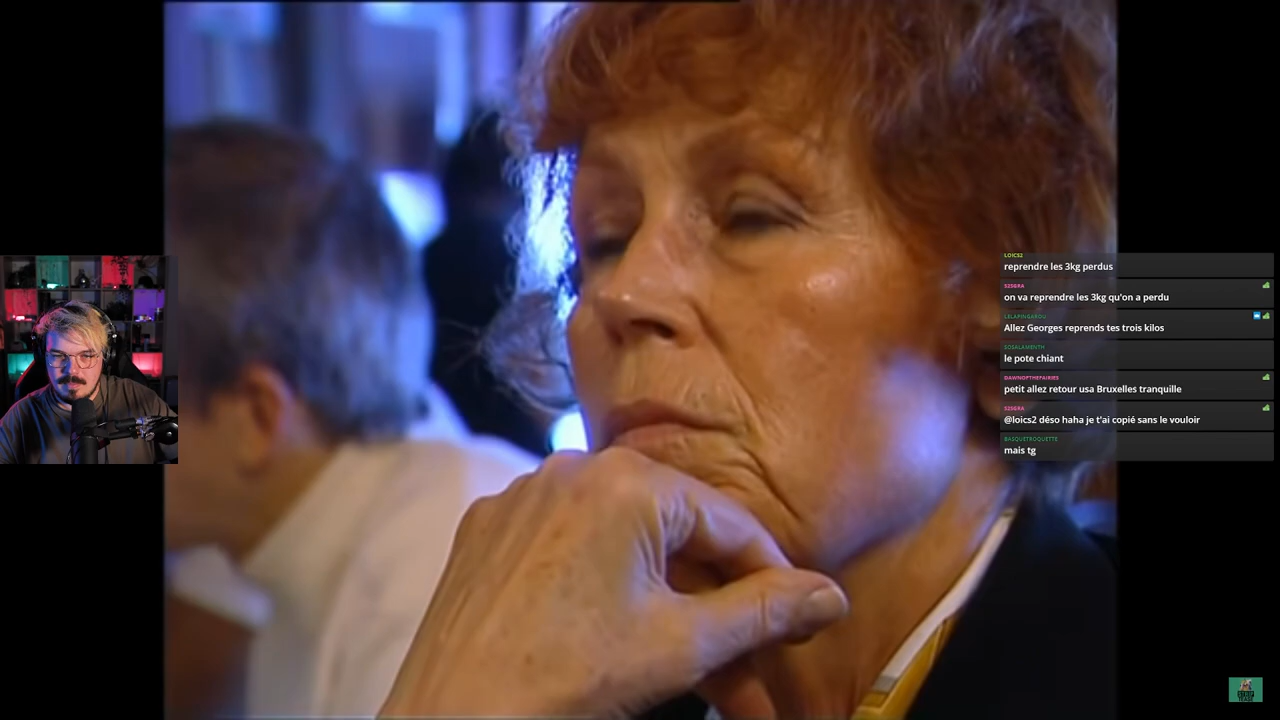 LOICS2
reprendre les 3kg perdus
S2SGRA
on va reprendre les 3kg qu'on a perdu
LELAPINGAROU
Allez Georges reprends tes trois kilos
SOSALAMENTH
le pote chiant
DAWNOFTHEFAIRIES
petit allez retour usa Bruxelles tranquille
S2SGRA
@loics2 déso haha je t'ai copié sans le vouloir
BASQUETROQUETTE
mais tg